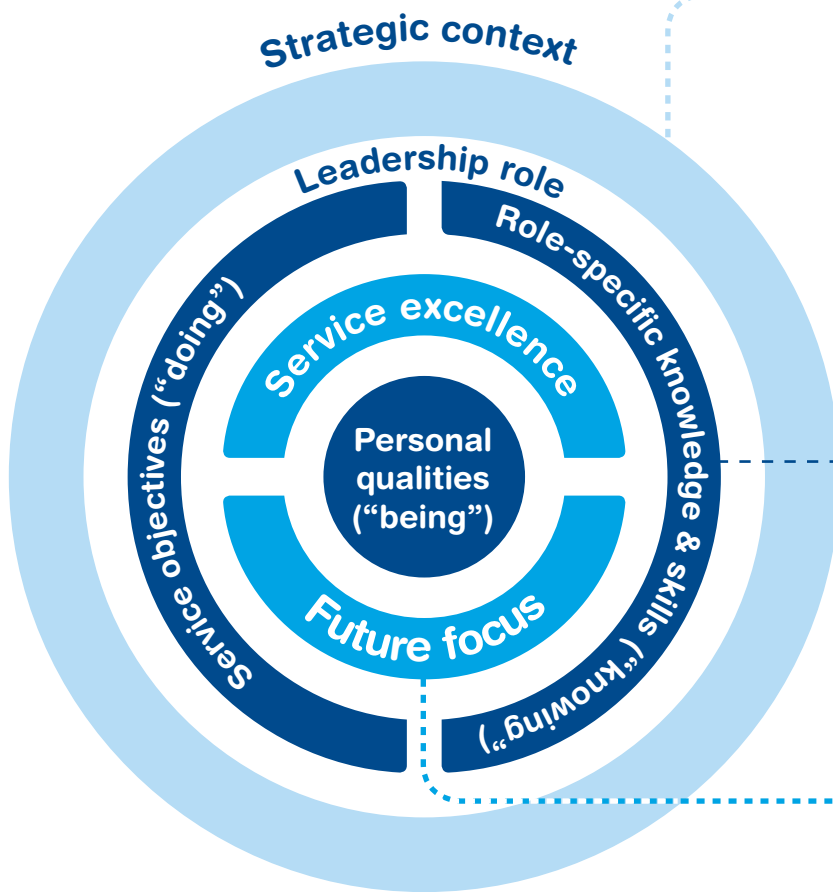 Strategic context
Leadership role
Service objectives (“doing”)
Role-specific knowledge & skills (“knowing”)
Service excellence
Personal
qualities
(“being”)
Future focus